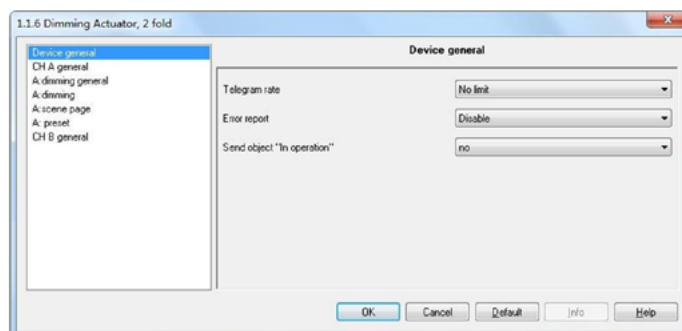 1.1.6 Dimming Actuator, 2 fold
Device general
CH A general
A:dimming general
A:dimming
A:scene page
A: preset
CH B general
Device general
Telegram rate
No limit
Error report
Disable
Send object "In operation"
no
OK
Cancel
Default
Info
Help